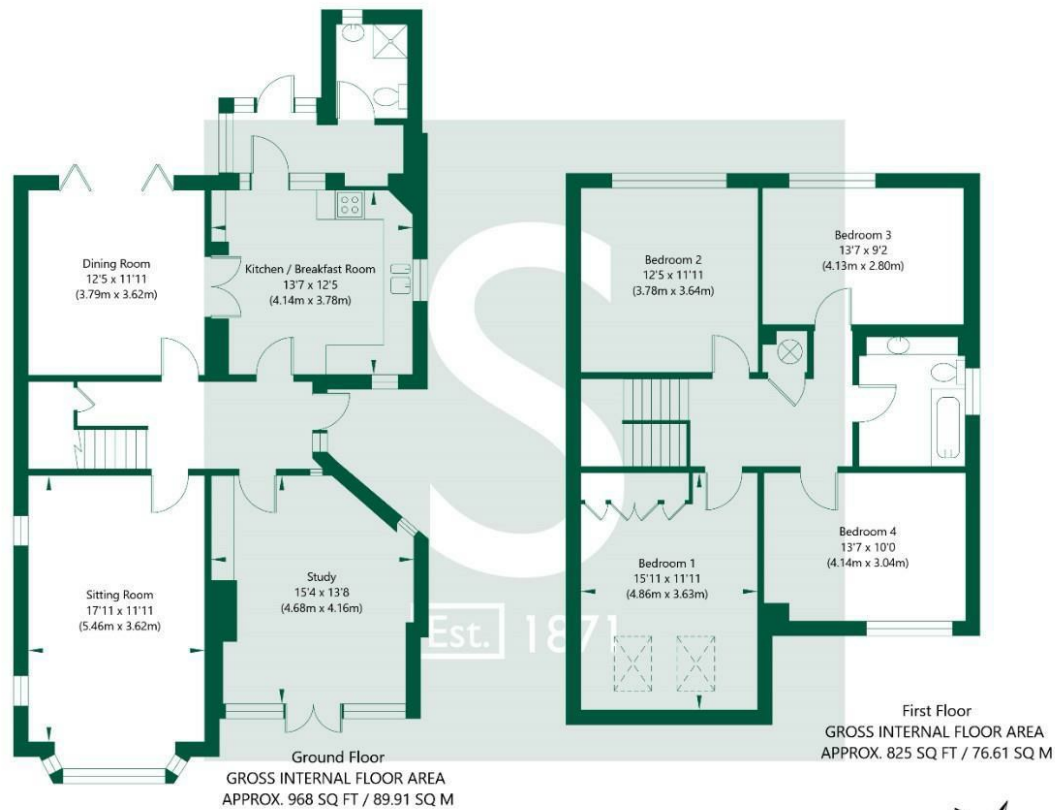 Dining Room
12'5 x 11'11
(3.79m x 3.62m)
Kitchen / Breakfast Room
13'7 x 12'5
(4.14m x 3.78m)
Sitting Room
17'11 x 11'11
(5.46m x 3.62m)
Study
15'4 x 13'8
(4.68m x 4.16m)
Bedroom 2
12'5 x 11'11
(3.78m x 3.64m)
Bedroom 3
13'7 x 9'2
(4.13m x 2.80m)
Bedroom 1
15'11 x 11'11
(4.86m x 3.63m)
Bedroom 4
13'7 x 10'0
(4.14m x 3.04m)
S
Est. 1871
Ground Floor
GROSS INTERNAL FLOOR AREA
APPROX. 968 SQ FT / 89.91 SQ M
First Floor
GROSS INTERNAL FLOOR AREA
APPROX. 825 SQ FT / 76.61 SQ M